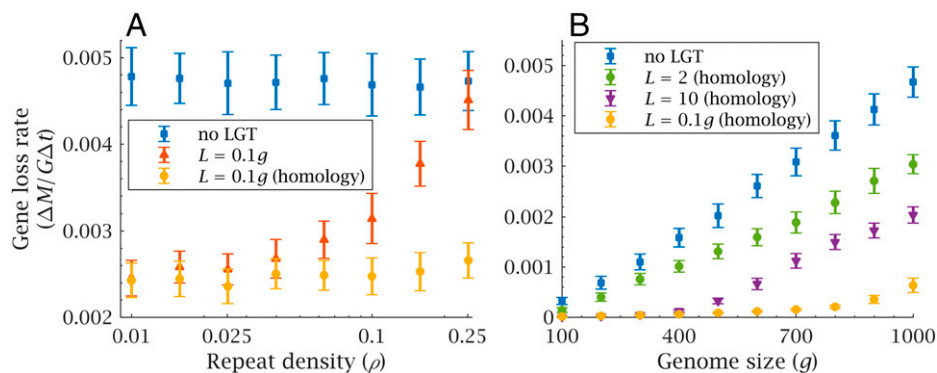 A
Gene loss rate
(ΔM/GΔt)
0.005
0.004
0.003
0.002
no LGT
L = 0.1g
L = 0.1g (homology)
0.01
0.025
0.1
0.25
Repeat density (ρ)
B
0.005
0.004
0.003
0.002
0.001
0
no LGT
L = 2 (homology)
L = 10 (homology)
L = 0.1g (homology)
100
400
700
1000
Genome size (g)